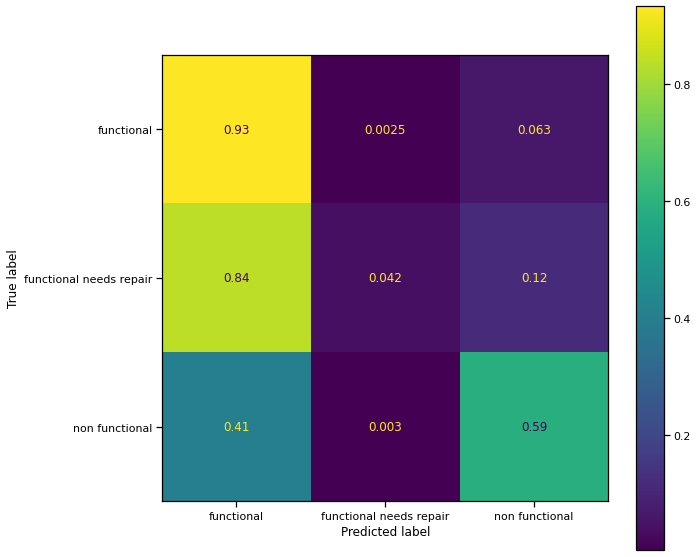 functional 0.93 0.0025 0.063
functional needs repair 0.84 0.042 0.12
non functional 0.41 0.003 0.59
functional functional needs repair non functional
Predicted label
True label
0.8
0.6
0.4
0.2